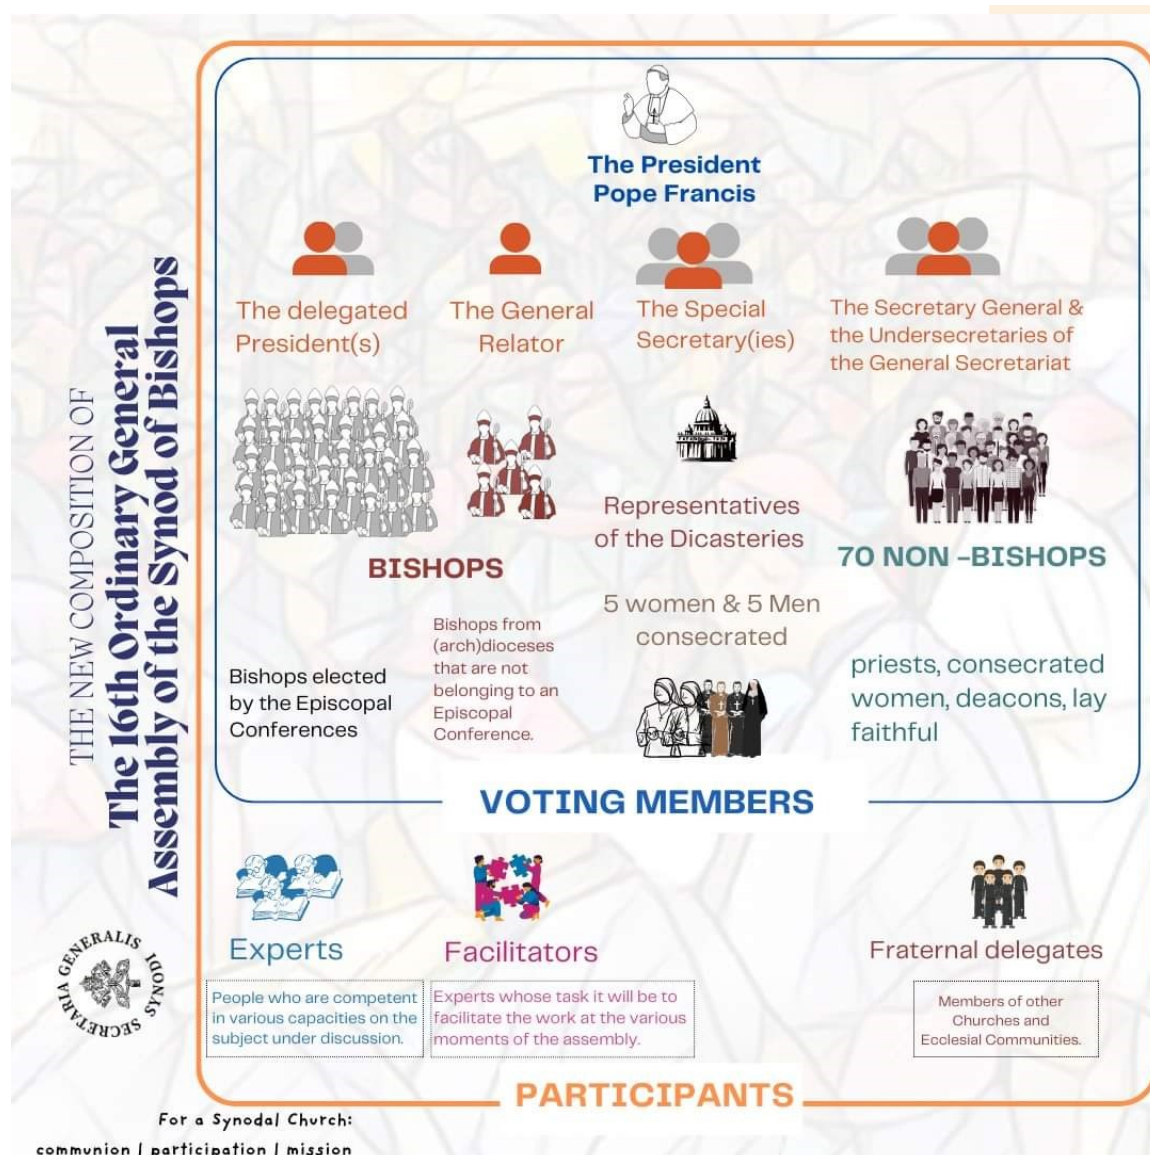 THE NEW COMPOSITION OF
The 16th Ordinary General
Assembly of the Synod of Bishops
The President
Pope Francis
The delegated
President(s)
The General
Relator
The Special
Secretary(ies)
The Secretary General &
the Undersecretaries of
the General Secretariat
BISHOPS
Bishops elected
by the Episcopal
Conferences
Bishops from
(arch)dioceses
that are not
belonging to an
Episcopal
Conference.
Representatives
of the Dicasteries
5 women & 5 Men
consecrated
70 NON -BISHOPS
priests, consecrated
women, deacons, lay
faithful
VOTING MEMBERS
Experts
People who are competent
in various capacities on the
subject under discussion.
Facilitators
Experts whose task it will be to
facilitate the work at the various
moments of the assembly.
Fraternal delegates
Members of other
Churches and
Ecclesial Communities.
PARTICIPANTS
SECRETARIA GENERALIS
For a Synodal Church:
communion | participation | mission